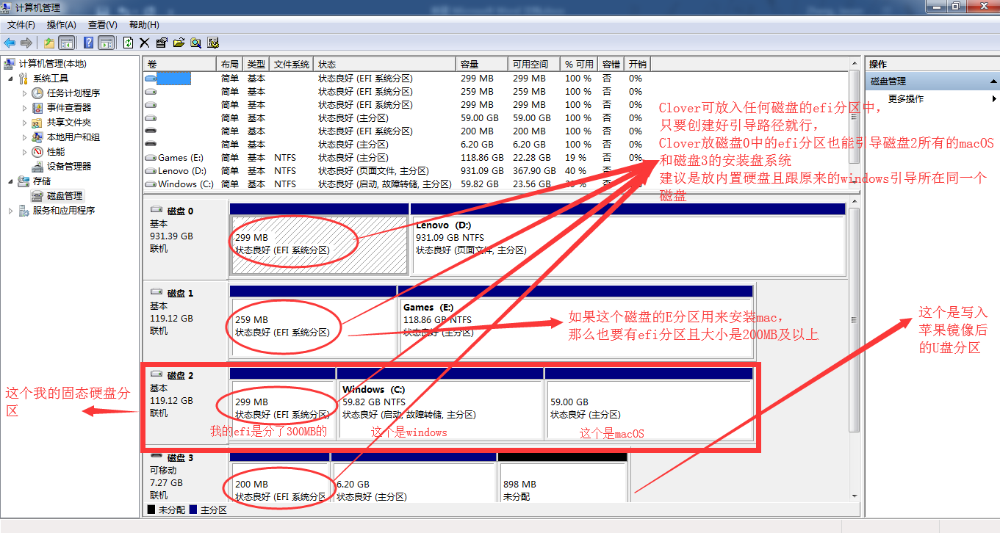 计算机管理
文件(F) 操作(A) 查看(V) 帮助(H)
计算机管理(本地)
系统工具
任务计划程序
事件查看器
共享文件夹
本地用户和组
性能
设备管理器
存储
磁盘管理
服务和应用程序
卷 布局 类型 文件系统 状态 容量 可用空间 % 可用 容错 开销
简单 基本 状态良好 (EFI 系统分区) 299 MB 299 MB 100 % 否 0%
简单 基本 状态良好 (EFI 系统分区) 259 MB 259 MB 100 % 否 0%
简单 基本 状态良好 (EFI 系统分区) 299 MB 299 MB 100 % 否 0%
简单 基本 状态良好 (主分区) 59.00 GB 59.00 GB 100 % 否 0%
简单 基本 状态良好 (EFI 系统分区) 200 MB 200 MB 100 % 否 0%
简单 基本 状态良好 (主分区) 6.20 GB 6.20 GB 100 % 否 0%
Games (E:) 简单 基本 NTFS 状态良好 (主分区) 118.86 GB 22.28 GB 19 % 否 0%
Lenovo (D:) 简单 基本 NTFS 状态良好 (页面文件, 主分区) 931.09 GB 367.90 GB 40 % 否 0%
Windows (C:) 简单 基本 NTFS 状态良好 (启动, 故障转储, 主分区) 59.82 GB 23.56 GB 否 0%
操作
磁盘管理
更多操作
Clover可放入任何磁盘的efi分区中，
只要创建好引导路径就行，
Clover放磁盘0中的efi分区也能引导磁盘2所有的macOS
和磁盘3的安装盘系统
建议是放内置硬盘且跟原来的windows引导所在同一个
磁盘
磁盘 0
基本
931.39 GB
联机
299 MB
状态良好 (EFI 系统分区)
Lenovo (D:)
931.09 GB NTFS
状态良好 (页面文件, 主分区)
磁盘 1
基本
119.12 GB
联机
259 MB
状态良好 (EFI 系统分区)
Games (E:)
118.86 GB NTFS
状态良好 (主分区)
如果这个磁盘的E分区用来安装mac，
那么也要有efi分区且大小是200MB及以上
这个是写入
苹果镜像后
的U盘分区
这个我的固态硬盘分
区
磁盘 2
基本
119.12 GB
联机
299 MB
状态良好 (EFI 系统分区)
我的efi是分了300MB的
Windows (C:)
59.82 GB NTFS
状态良好 (启动, 故障转储, 主分区)
这个是windows
59.00 GB
状态良好 (主分区)
这个是macOS
磁盘 3
可移动
7.27 GB
联机
200 MB
状态良好 (EFI 系统分区)
6.20 GB
状态良好 (主分区)
898 MB
未分配
未分配 主分区